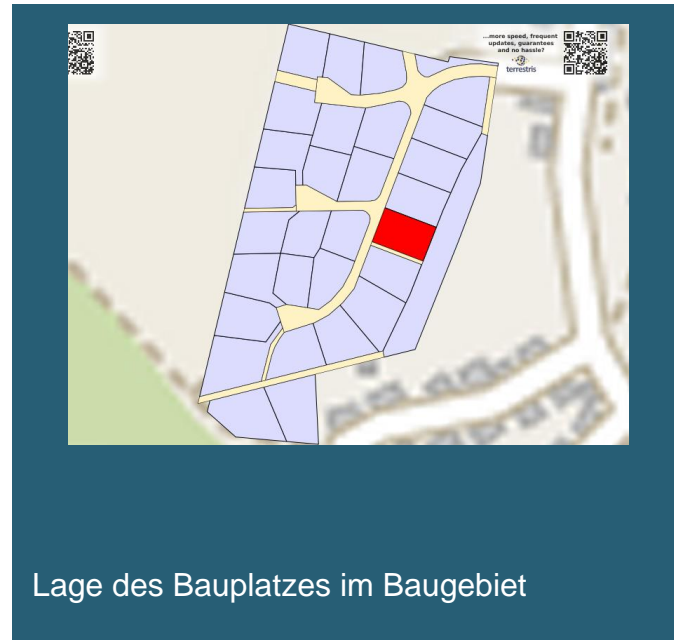 ...more speed, frequent
updates, guarantees
and no hassle?
terrestris
Lage des Bauplatzes im Baugebiet